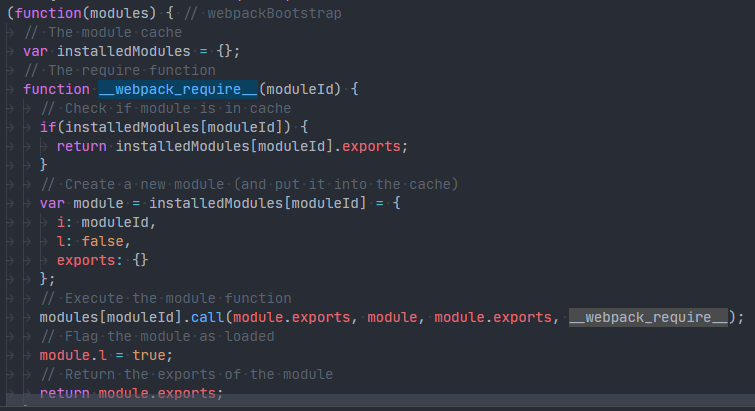 (function(modules) { // webpackBootstrap
// The module cache
var installedModules = {};
// The require function
function __webpack_require__(moduleId) {
// Check if module is in cache
if(installedModules[moduleId]) {
return installedModules[moduleId].exports;
}
// Create a new module (and put it into the cache)
var module = installedModules[moduleId] = {
i: moduleId,
l: false,
exports: {}
};
// Execute the module function
modules[moduleId].call(module.exports, module, module.exports, __webpack_require__);
// Flag the module as loaded
module.l = true;
// Return the exports of the module
return module.exports;